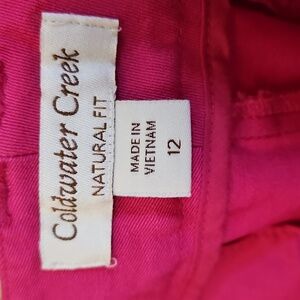 Coldwater Creek
NATURAL FIT
MADE IN
VIETNAM
12